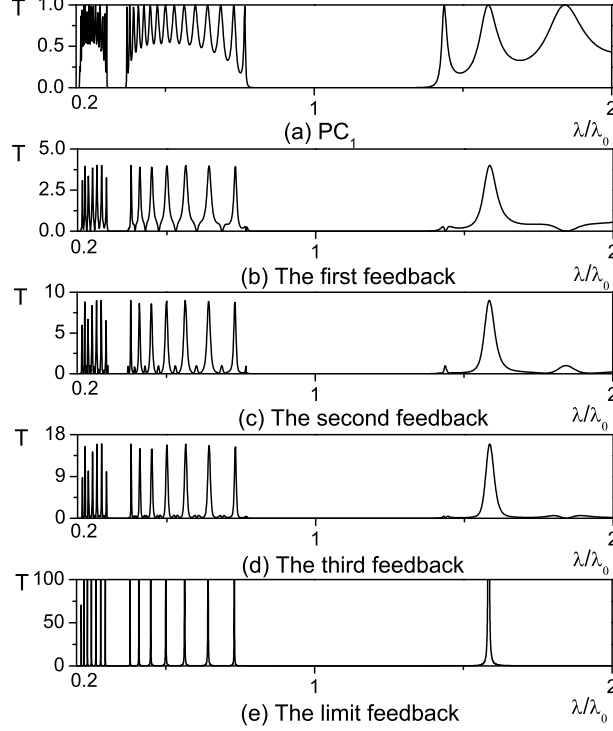 T 1.0
0.5
0.0
0.2 1 2
(a) PC₁ λ/λ₀
T 5.0
2.5
0.0
0.2 1 2
(b) The first feedback λ/λ₀
T 10
5
0
0.2 1 2
(c) The second feedback λ/λ₀
T 18
9
0
0.2 1 2
(d) The third feedback λ/λ₀
T 100
50
0
0.2 1 2
(e) The limit feedback λ/λ₀